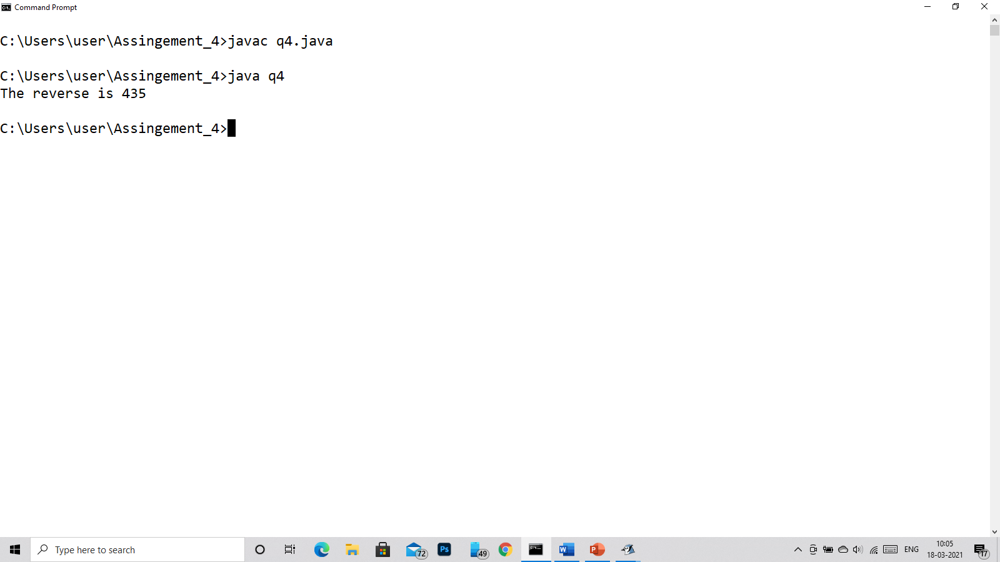 Command Prompt
C:\Users\user\Assingement_4>javac q4.java
C:\Users\user\Assingement_4>java q4
The reverse is 435
C:\Users\user\Assingement_4>
Type here to search
72
Ps
49
W
P
ENG
10:05
18-03-2021
17